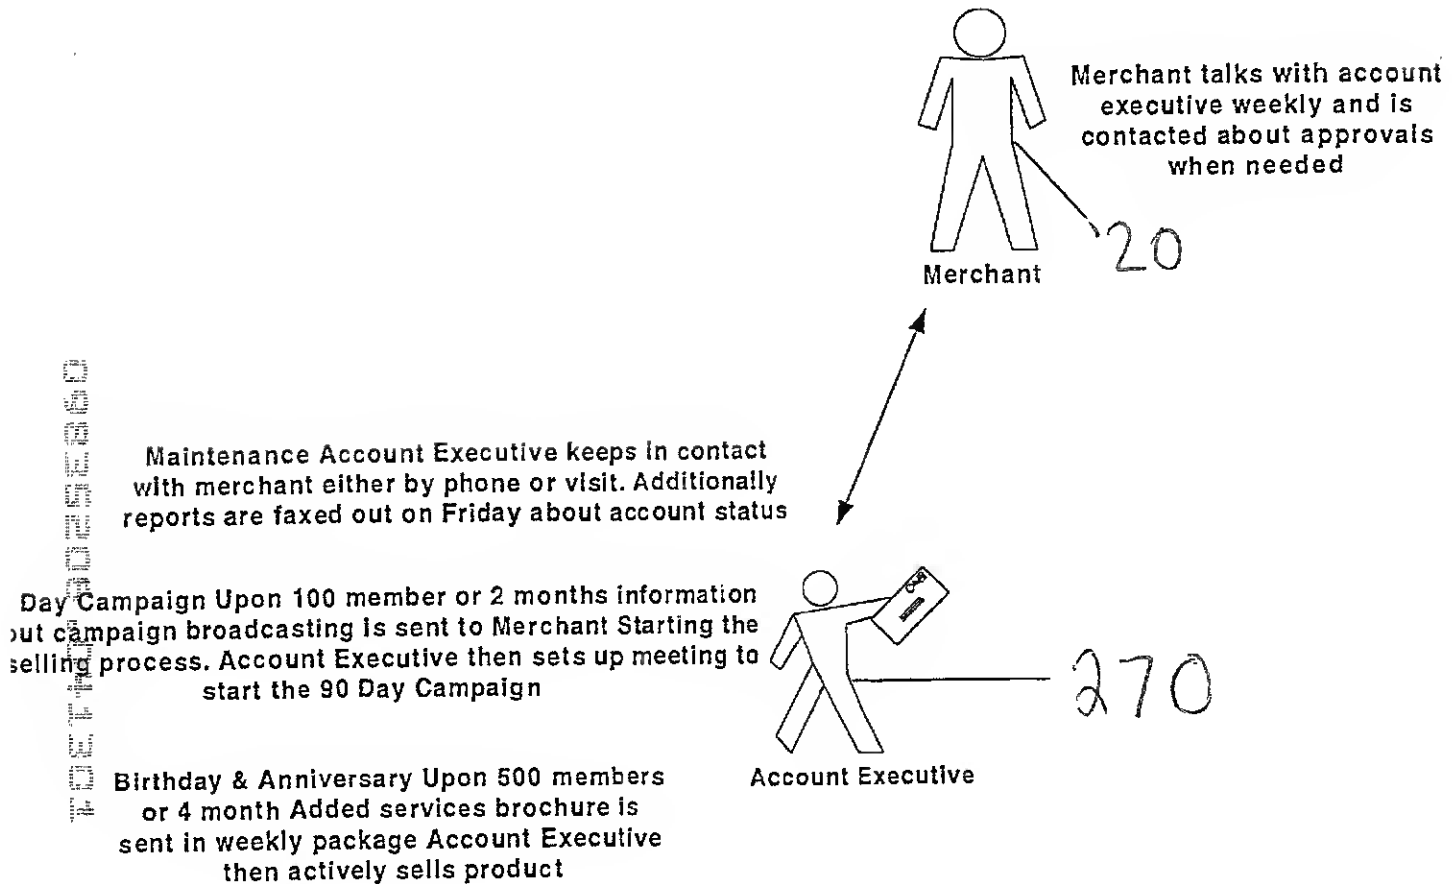 Merchant talks with account
executive weekly and is
contacted about approvals
when needed
20
Merchant
Maintenance Account Executive keeps in contact
with merchant either by phone or visit. Additionally
reports are faxed out on Friday about account status
Day Campaign Upon 100 member or 2 months information
out campaign broadcasting is sent to Merchant Starting the
selling process. Account Executive then sets up meeting to
start the 90 Day Campaign
270
Account Executive
Birthday & Anniversary Upon 500 members
or 4 month Added services brochure is
sent in weekly package Account Executive
then actively sells product